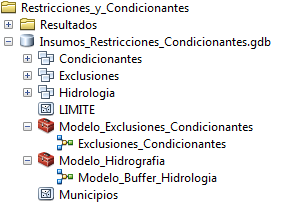 Restricciones_y_Condicionantes
Resultados
Insumos_Restricciones_Condicionantes.gdb
Condicionantes
Exclusiones
Hidrologia
LIMITE
Modelo_Exclusiones_Condicionantes
Exclusiones_Condicionantes
Modelo_Hidrografia
Modelo_Buffer_Hidrologia
Municipios